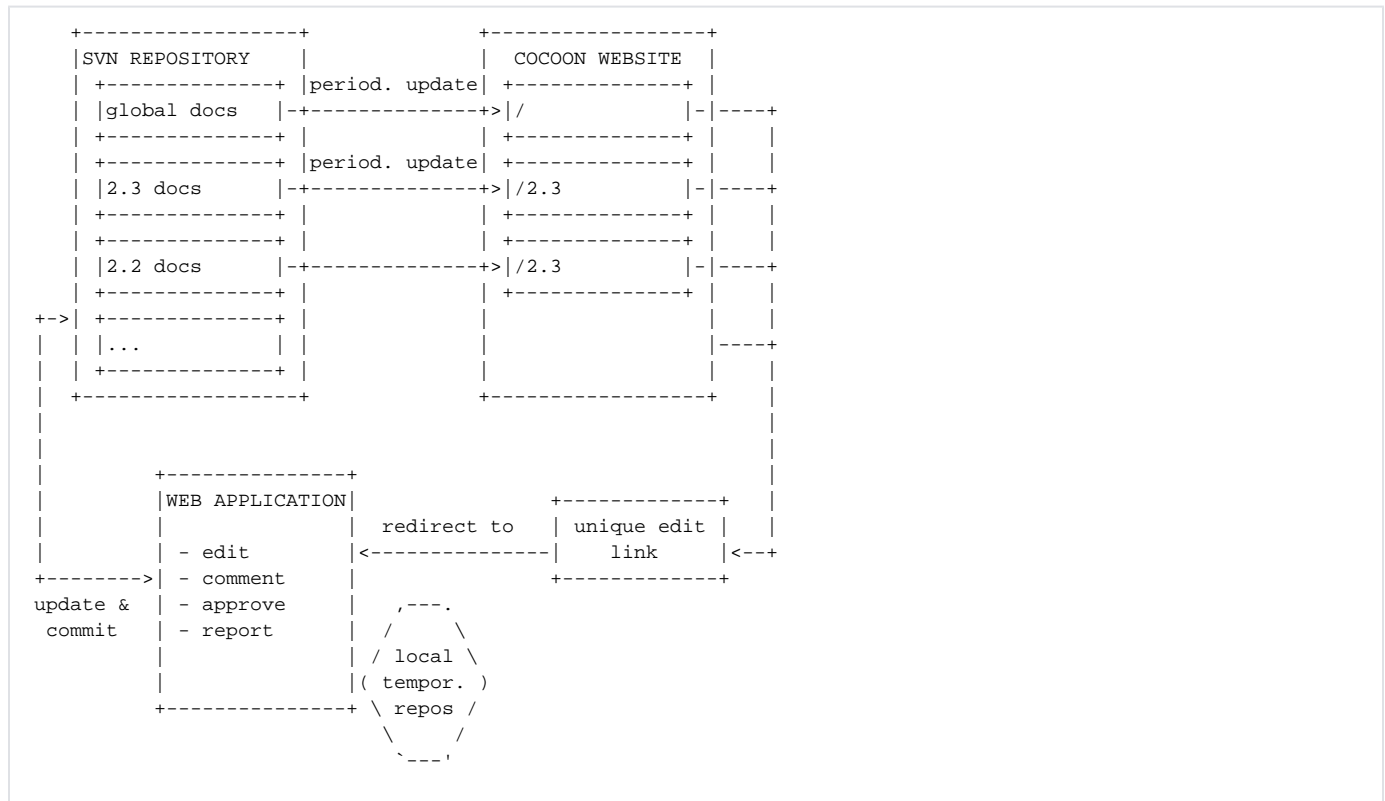 SVN REPOSITORY COCOON WEBSITE
period. update
global docs /
period. update
2.3 docs /2.3
2.2 docs /2.3
...
WEB APPLICATION
redirect to unique edit
- edit link
- comment
update & - approve ,---.
commit - report
local
tempor.
repos
`---'